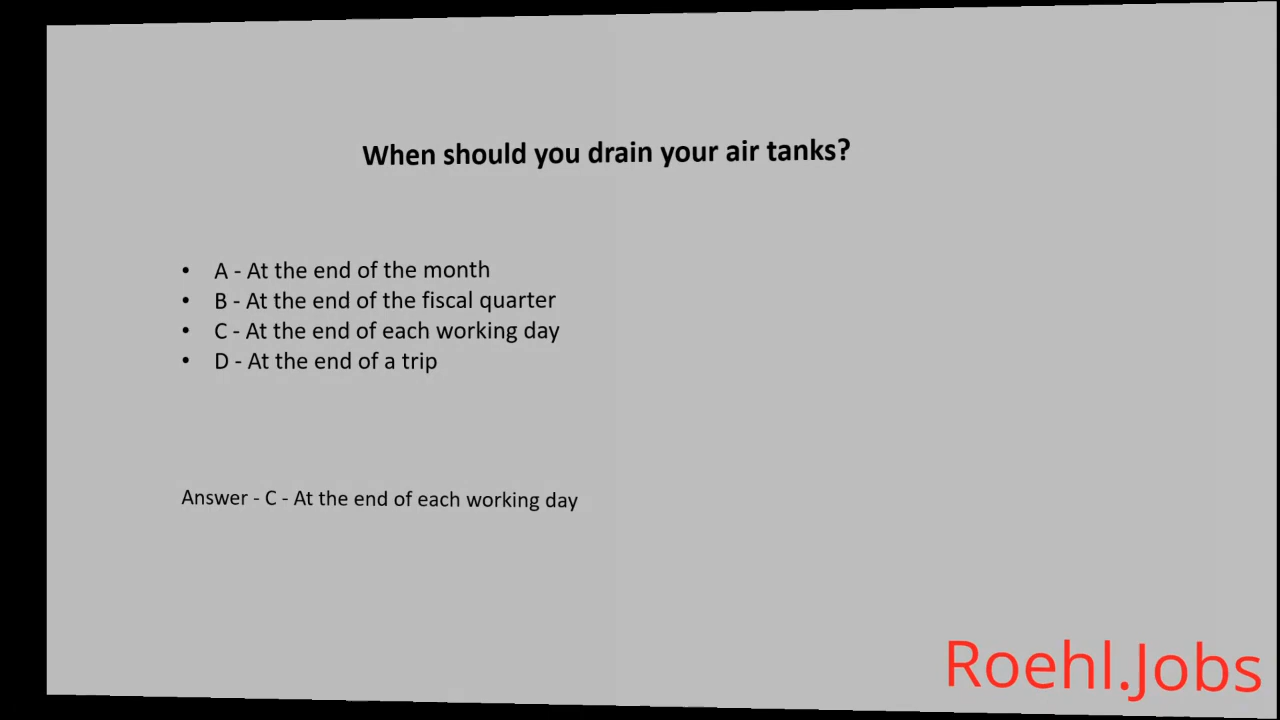 When should you drain your air tanks?
• A - At the end of the month
• B - At the end of the fiscal quarter
• C - At the end of each working day
• D - At the end of a trip
Answer - C - At the end of each working day
Roehl.Jobs